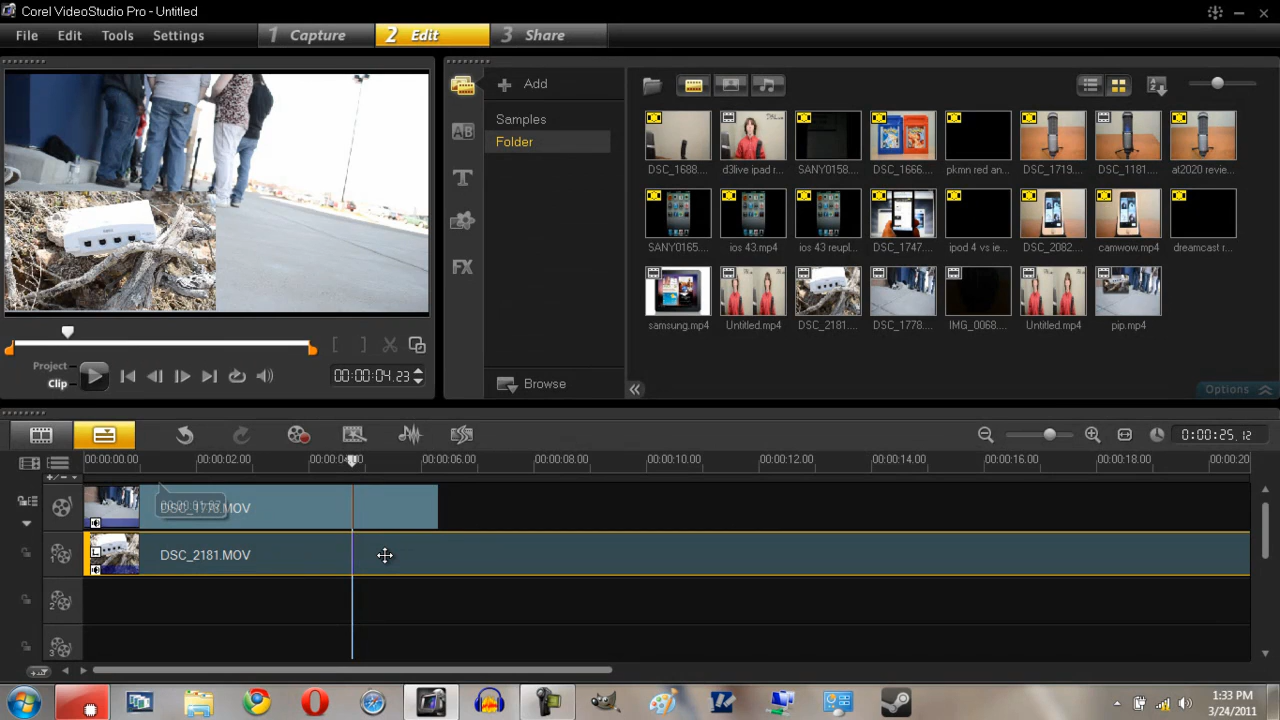 Corel VideoStudio Pro - Untitled
File Edit Tools Settings 1 Capture 2 Edit 3 Share
Add
Samples
Folder
Browse
DSC_1688.... d3live ipad r... SANY0158.... DSC_1666.... pkmn red an... DSC_1719.... DSC_1181.... at2020 revie...
SANY0165.... ios 43.mp4 ios 43 reupl... DSC_1747.... ipod 4 vs ie... DSC_2082.... camwow.mp4 dreamcast r...
samsung.mp4 Untitled.mp4 DSC_2181.... DSC_1778.... IMG_0068.... Untitled.mp4 pip.mp4
Options
Project
Clip
00:00:04.23
0:00:25.12
00:00:00.00 00:00:02.00 00:00:04 00:00:06.00 00:00:08.00 00:00:10.00 00:00:12.00 00:00:14.00 00:00:16.00 00:00:18.00 00:00:20
DSC_1778.MOV
1 DSC_2181.MOV
2
3
1:33 PM
3/24/2011